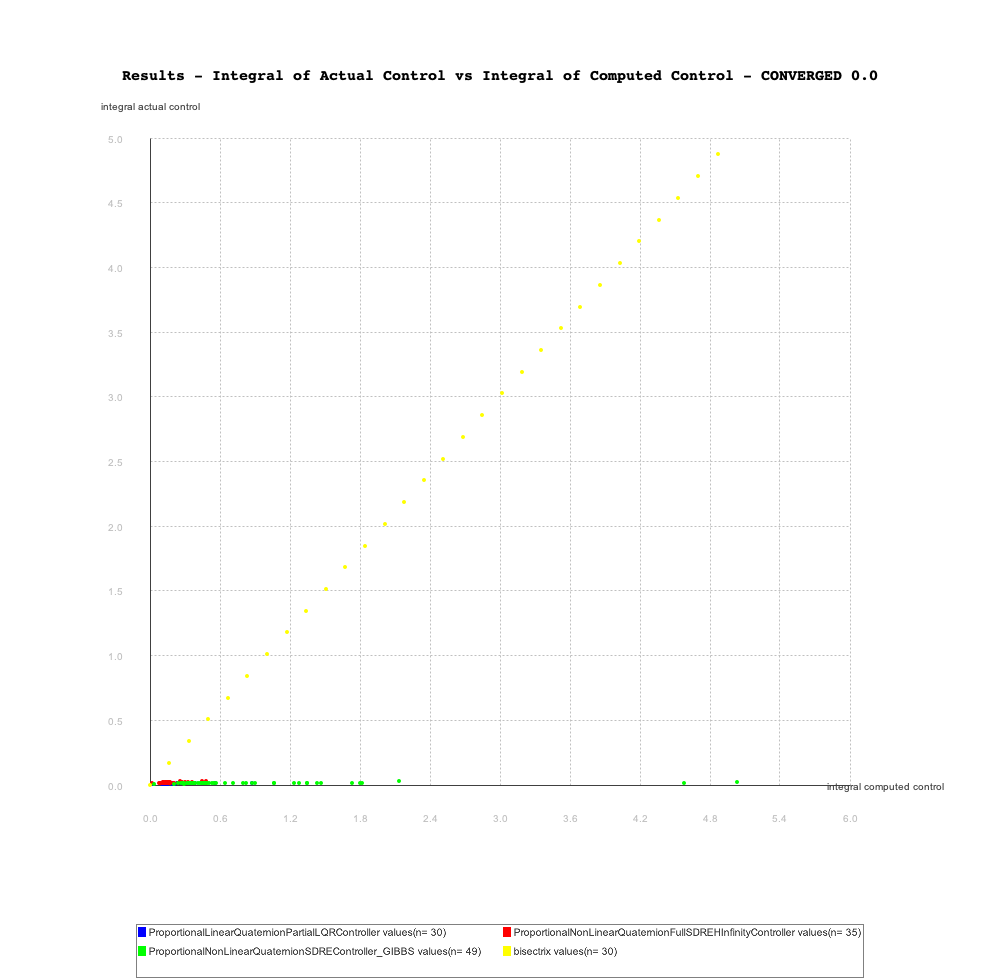 Results - Integral of Actual Control vs Integral of Computed Control - CONVERGED 0.0
integral actual control
5.0
4.5
4.0
3.5
3.0
2.5
2.0
1.5
1.0
0.5
0.0
integral computed control
0.0 0.6 1.2 1.8 2.4 3.0 3.6 4.2 4.8 5.4 6.0
ProportionalLinearQuaternionPartialLQRController values(n= 30) ProportionalNonLinearQuaternionFullSDREHInfinityController values(n= 35)
ProportionalNonLinearQuaternionSDREController_GIBBS values(n= 49) bisectrix values(n= 30)